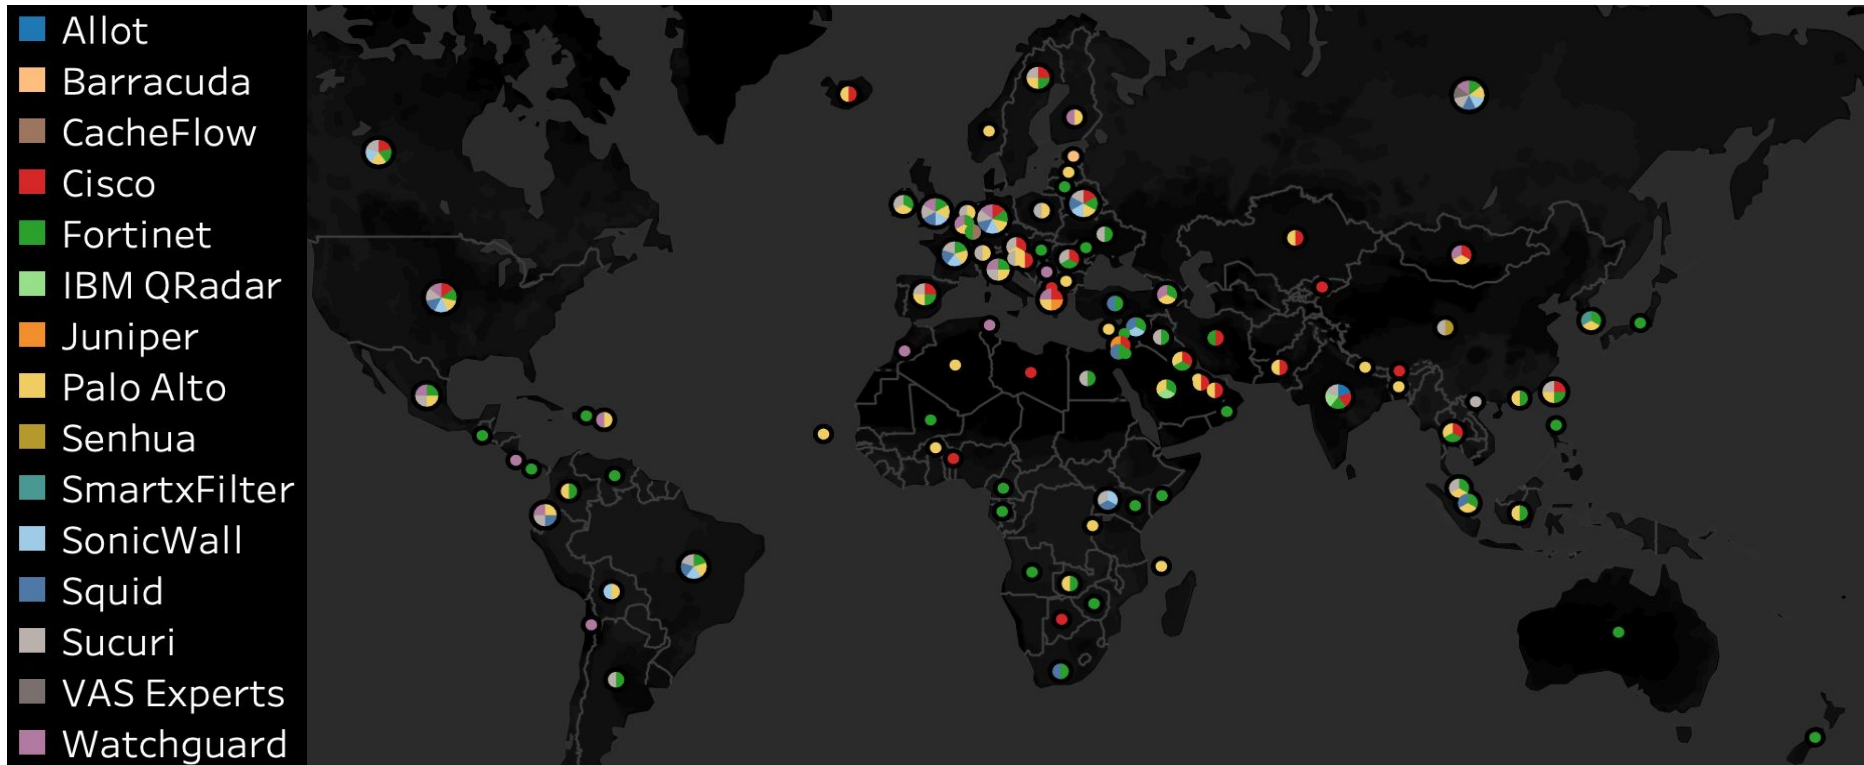 Allot
Barracuda
CacheFlow
Cisco
Fortinet
IBM QRadar
Juniper
Palo Alto
Senhua
SmartxFilter
SonicWall
Squid
Sucuri
VAS Experts
Watchguard